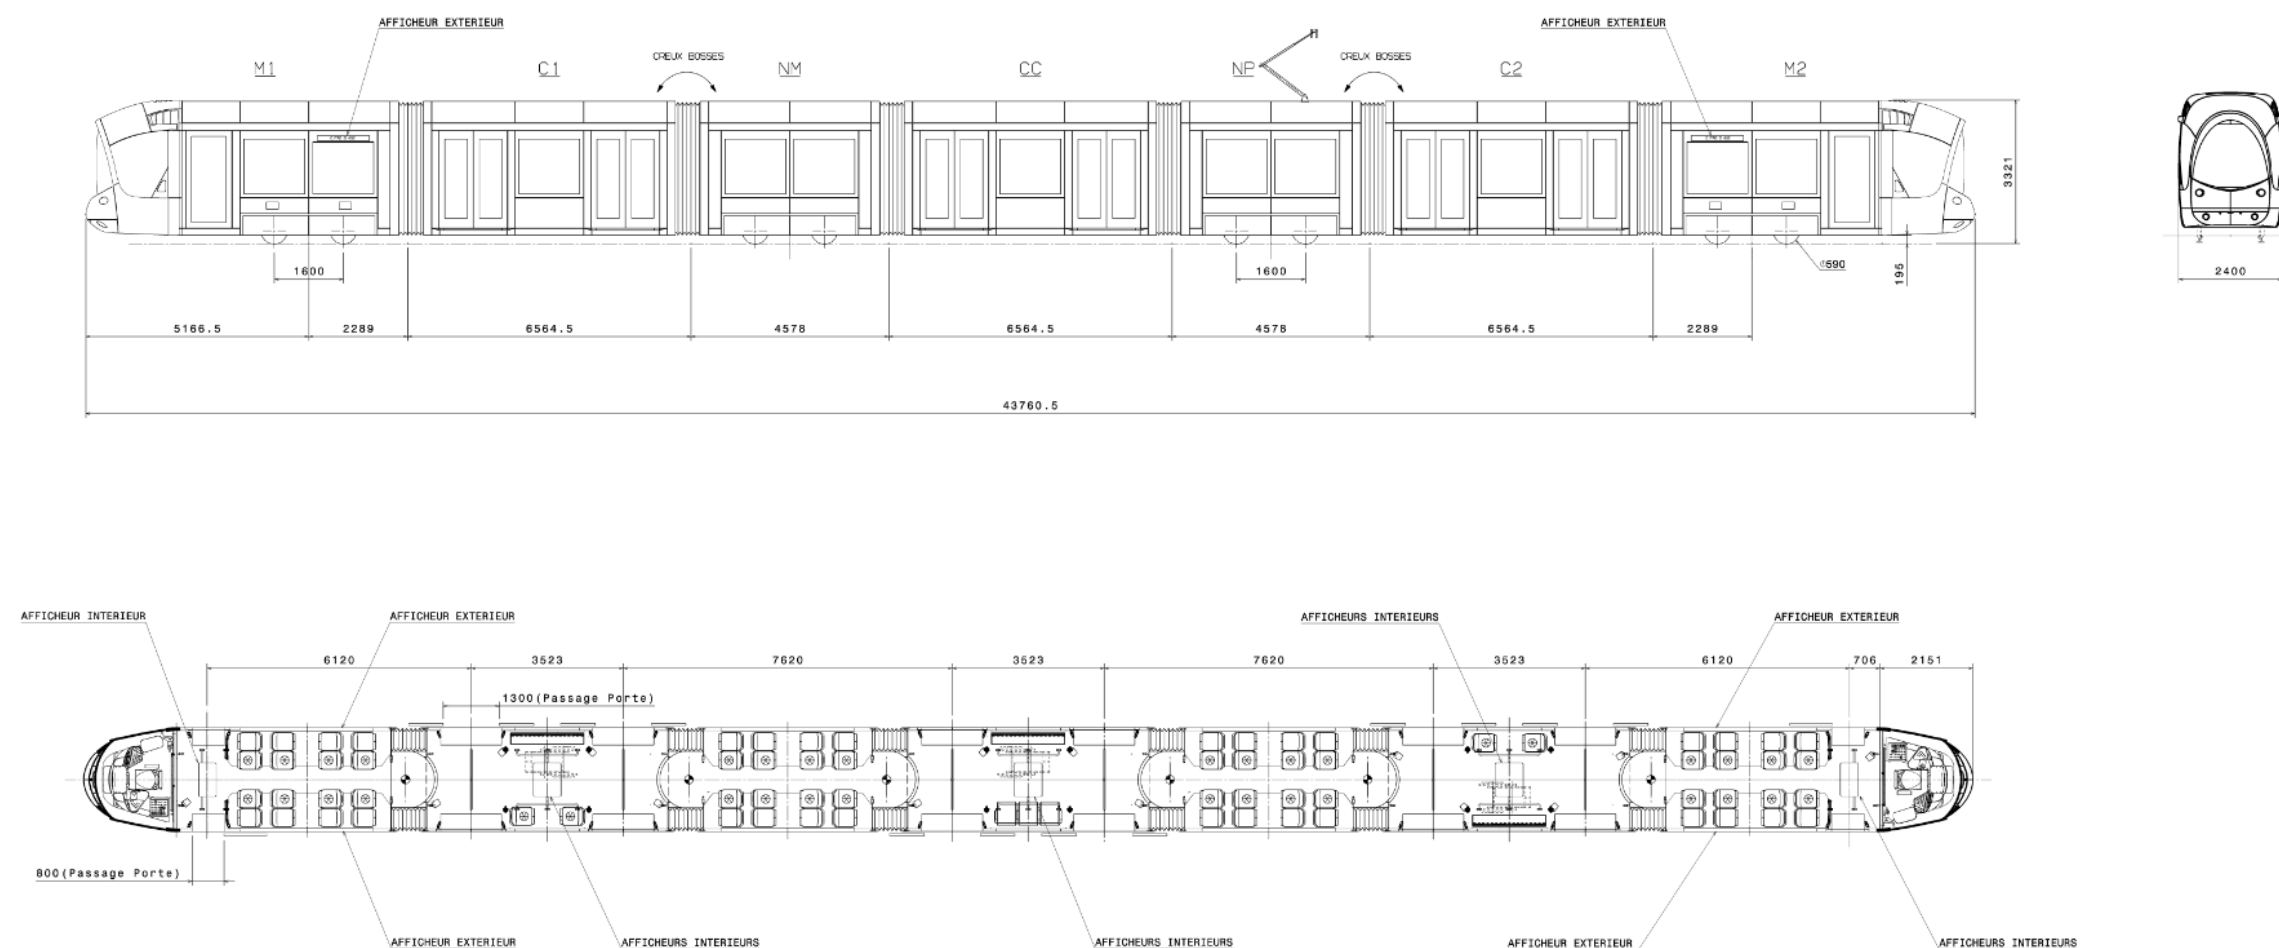 AFFICHEUR EXTERIEUR
AFFICHEUR EXTERIEUR
M1
C1
CREUX BOSSES
NM
CC
NP
CREUX BOSSES
C2
M2
3321
1600
1600
590
195
2400
5166.5
2289
6564.5
4578
6564.5
4578
6564.5
2289
43760.5
AFFICHEUR INTERIEUR
AFFICHEUR EXTERIEUR
AFFICHEURS INTERIEURS
AFFICHEUR EXTERIEUR
6120
3523
7620
3523
7620
3523
6120
706
2151
1300(Passage Porte)
800(Passage Porte)
AFFICHEUR EXTERIEUR
AFFICHEURS INTERIEURS
AFFICHEURS INTERIEURS
AFFICHEUR EXTERIEUR
AFFICHEURS INTERIEURS